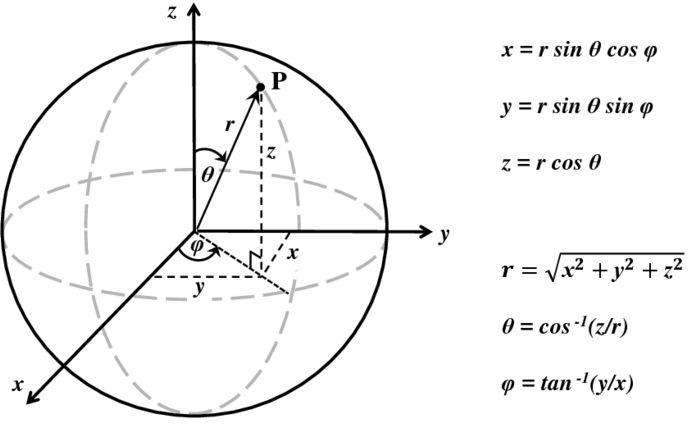 z
P
r
z
θ
y
φ
x
y
x
x = r sin θ cos φ
y = r sin θ sin φ
z = r cos θ
r = √x² + y² + z²
θ = cos⁻¹(z/r)
φ = tan⁻¹(y/x)